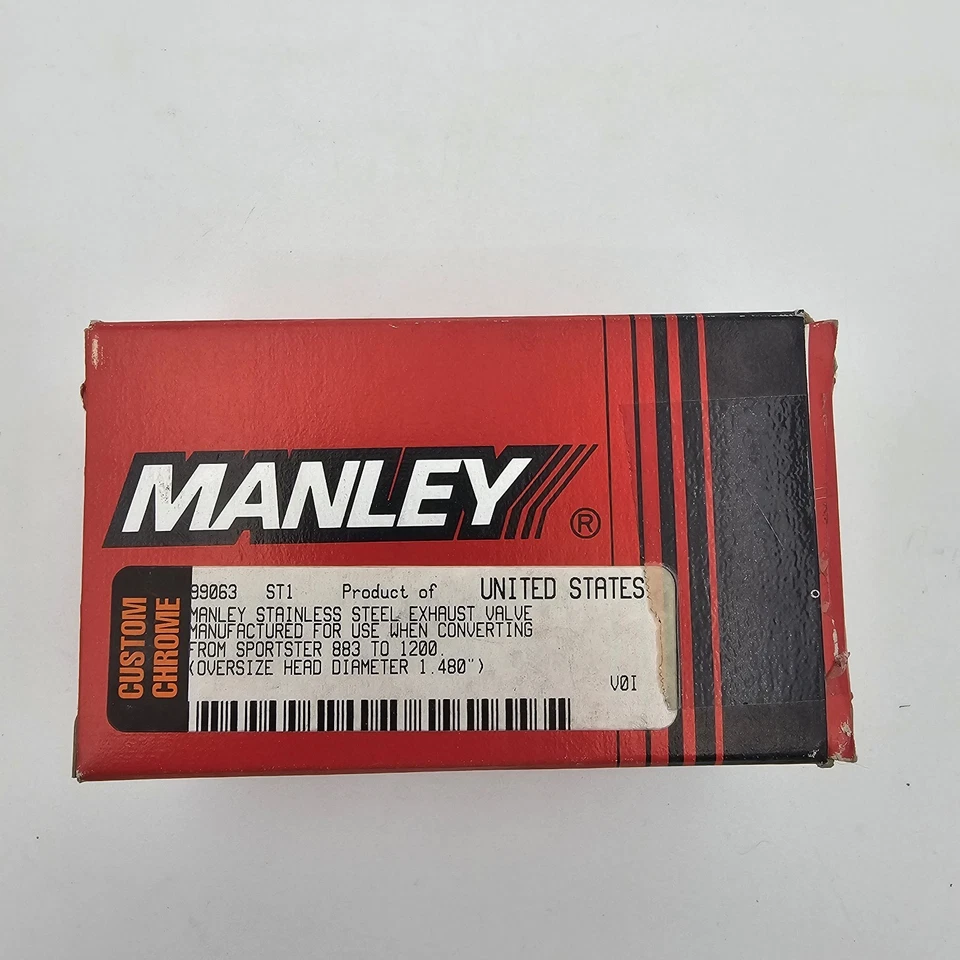 MANLEY®
CUSTOM
CHROME
99063 ST1 Product of UNITED STATES
MANLEY STAINLESS STEEL EXHAUST VALVE
MANUFACTURED FOR USE WHEN CONVERTING
FROM SPORTSTER 883 TO 1200.
(OVERSIZE HEAD DIAMETER 1.480")
V0I